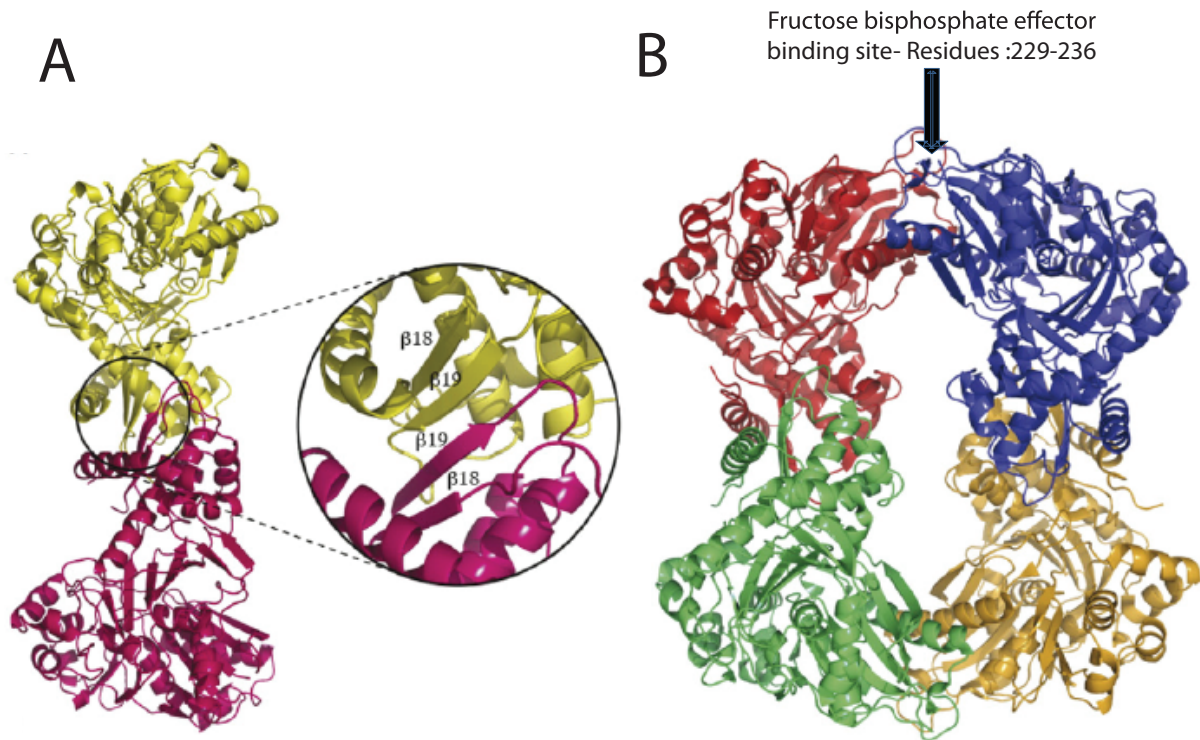 A
B
Fructose bisphosphate effector
binding site- Residues :229-236
β18
β19
β19
β18